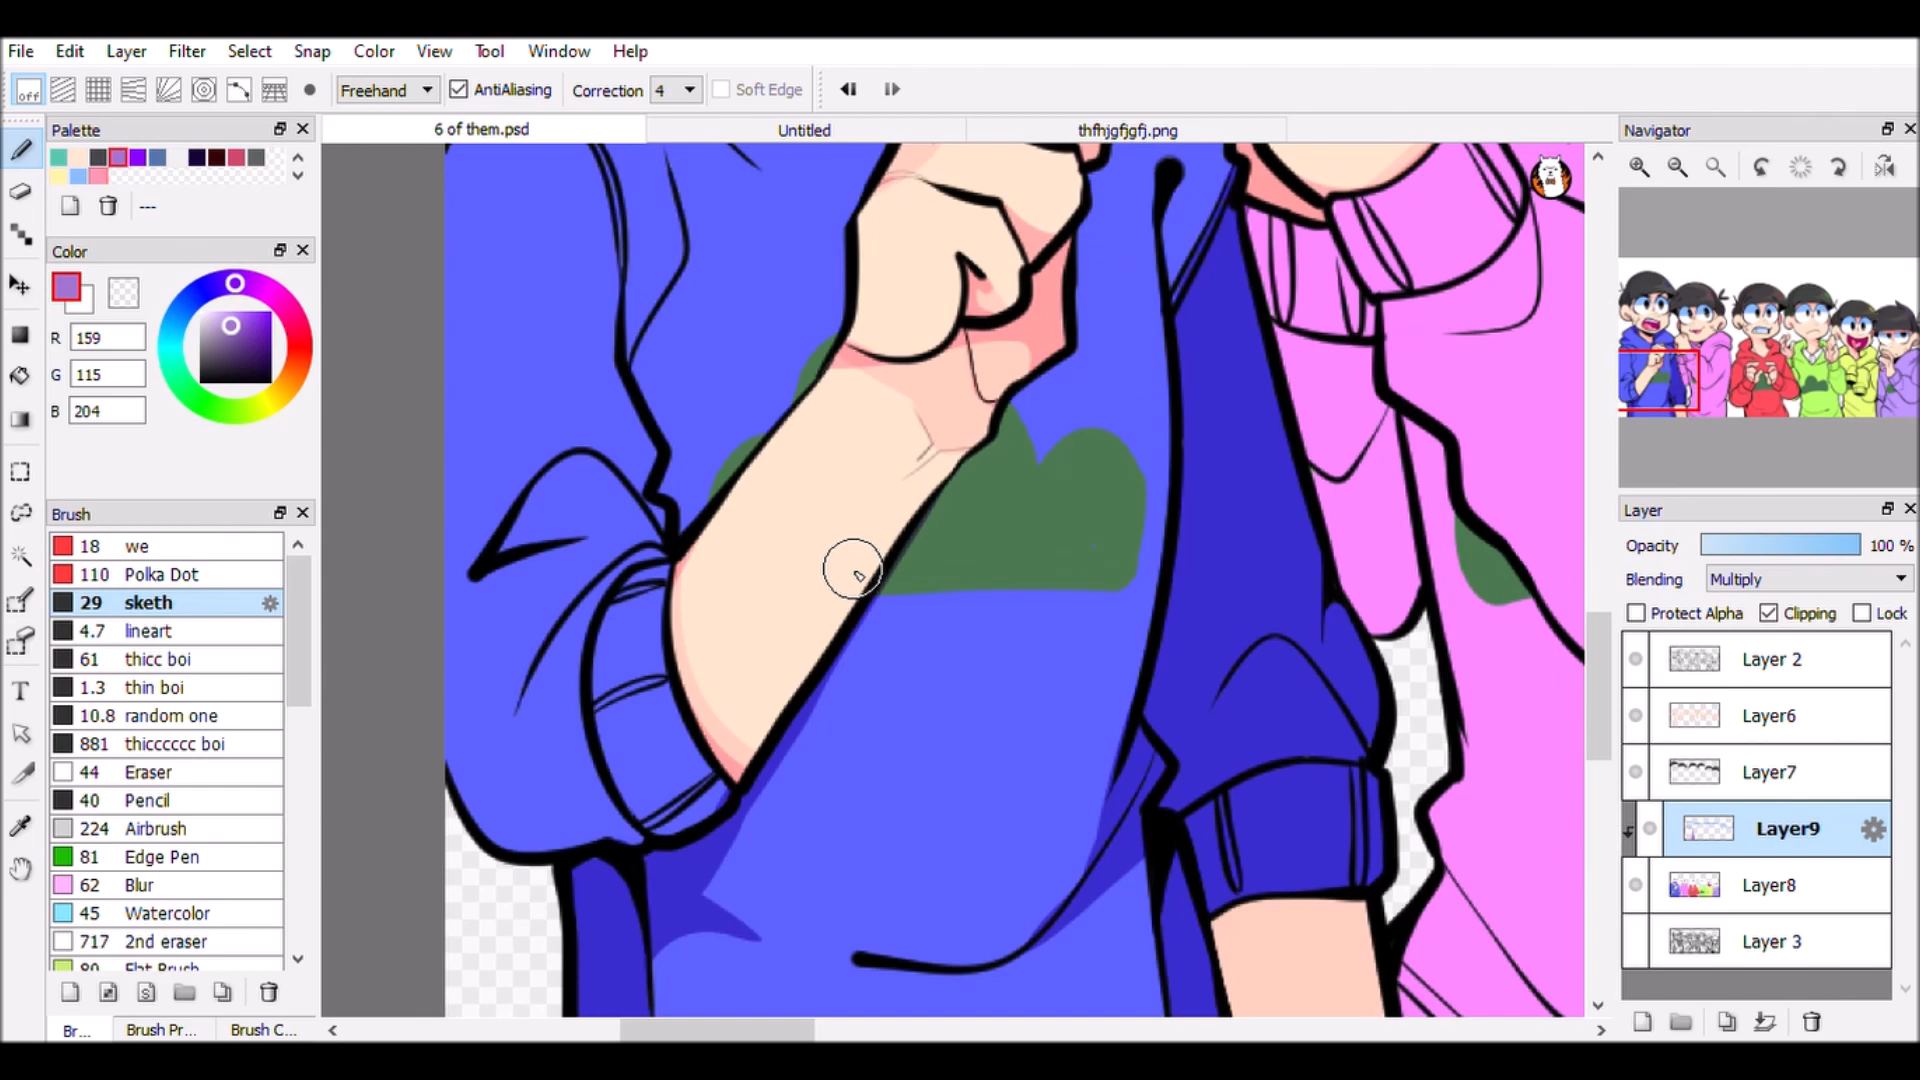 File Edit Layer Filter Select Snap Color View Tool Window Help
off Freehand AntiAliasing Correction 4 Soft Edge
Palette
6 of them.psd Untitled thfhjgfjgfj.png
Navigator
---
Color
R 159
G 115
B 204
Brush
18 we
110 Polka Dot
29 sketh
4.7 lineart
61 thicc boi
1.3 thin boi
10.8 random one
881 thicccccc boi
44 Eraser
40 Pencil
224 Airbrush
81 Edge Pen
62 Blur
45 Watercolor
717 2nd eraser
80 Flat Brush
Br... Brush Pr... Brush C...
Layer
Opacity 100 %
Blending Multiply
Protect Alpha Clipping Lock
Layer 2
Layer6
Layer7
Layer9
Layer8
Layer 3